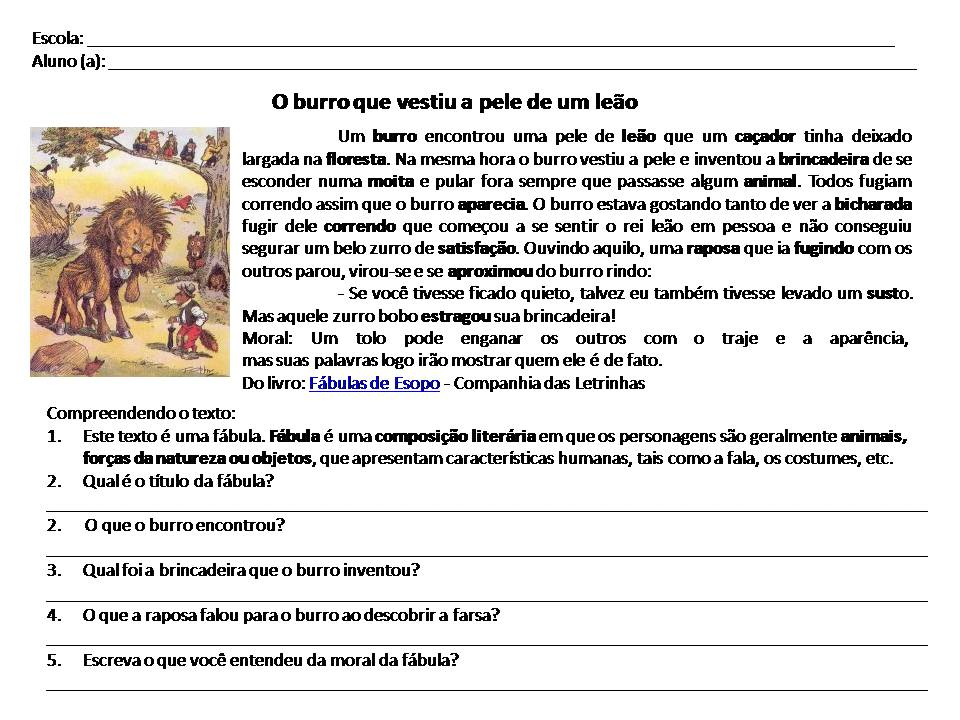 Escola: ________________________________
Aluno (a): ________________________________
O burro que vestiu a pele de um leão
Um burro encontrou uma pele de leão que um caçador tinha deixado
largada na floresta. Na mesma hora o burro vestiu a pele e inventou a brincadeira de se
esconder numa moita e pular fora sempre que passasse algum animal. Todos fugiam
correndo assim que o burro aparecia. O burro estava gostando tanto de ver a bicharada
fugir dele correndo que começou a se sentir o rei leão em pessoa e não conseguiu
segurar um belo zurro de satisfação. Ouvindo aquilo, uma raposa que ia fugindo com os
outros parou, virou-se e se aproximou do burro rindo:
- Se você tivesse ficado quieto, talvez eu também tivesse levado um susto.
Mas aquele zurro bobo estragou sua brincadeira!
Moral: Um tolo pode enganar os outros com o traje e a aparência,
mas suas palavras logo irão mostrar quem ele é de fato.
Do livro: Fábulas de Esopo - Companhia das Letrinhas
Compreendendo o texto:
1. Este texto é uma fábula. Fábula é uma composição literária em que os personagens são geralmente animais,
forças da natureza ou objetos, que apresentam características humanas, tais como a fala, os costumes, etc.
2. Qual é o título da fábula?
2. O que o burro encontrou?
3. Qual foi a brincadeira que o burro inventou?
4. O que a raposa falou para o burro ao descobrir a farsa?
5. Escreva o que você entendeu da moral da fábula?